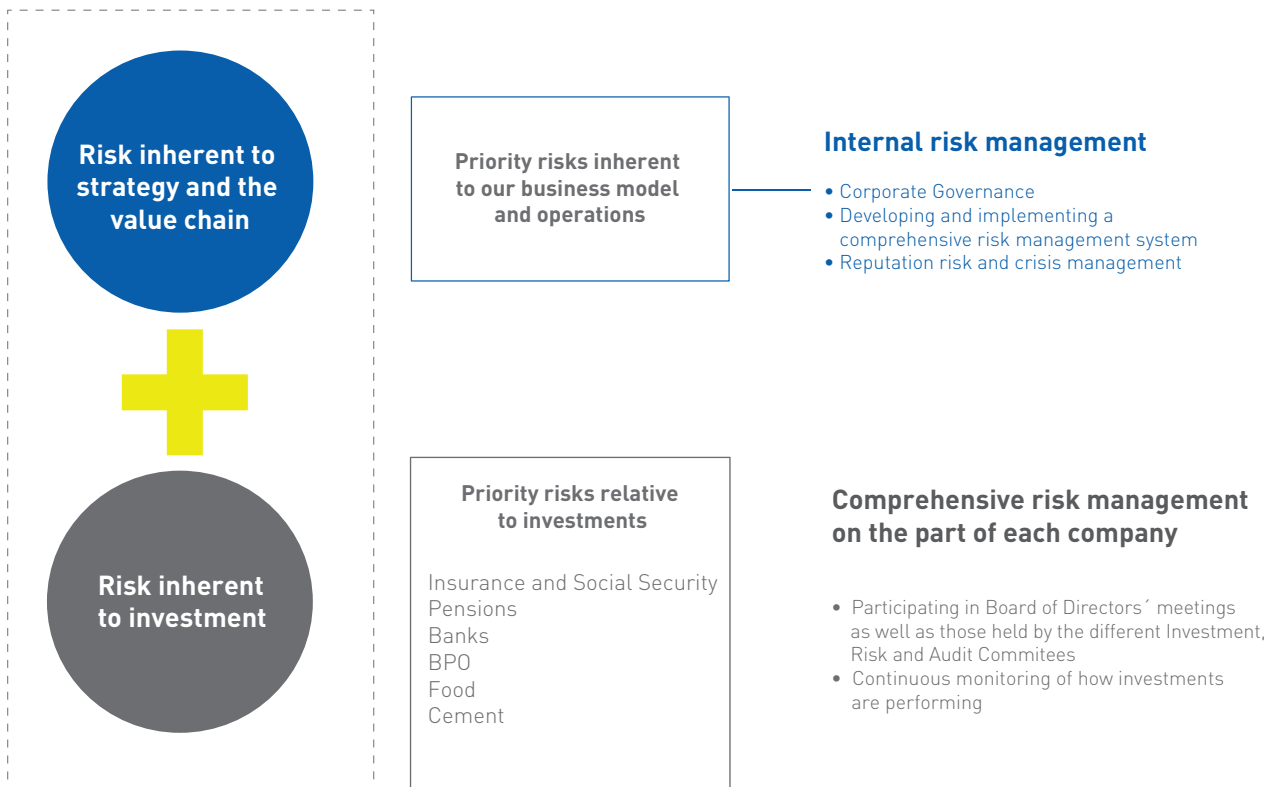 Risk inherent to
strategy and the
value chain
Priority risks inherent
to our business model
and operations
Internal risk management
• Corporate Governance
• Developing and implementing a
comprehensive risk management system
• Reputation risk and crisis management
Risk inherent
to investment
Priority risks relative
to investments
Insurance and Social Security
Pensions
Banks
BPO
Food
Cement
Comprehensive risk management
on the part of each company
• Participating in Board of Directors´ meetings
as well as those held by the different Investment,
Risk and Audit Commitees
• Continuous monitoring of how investments
are performing